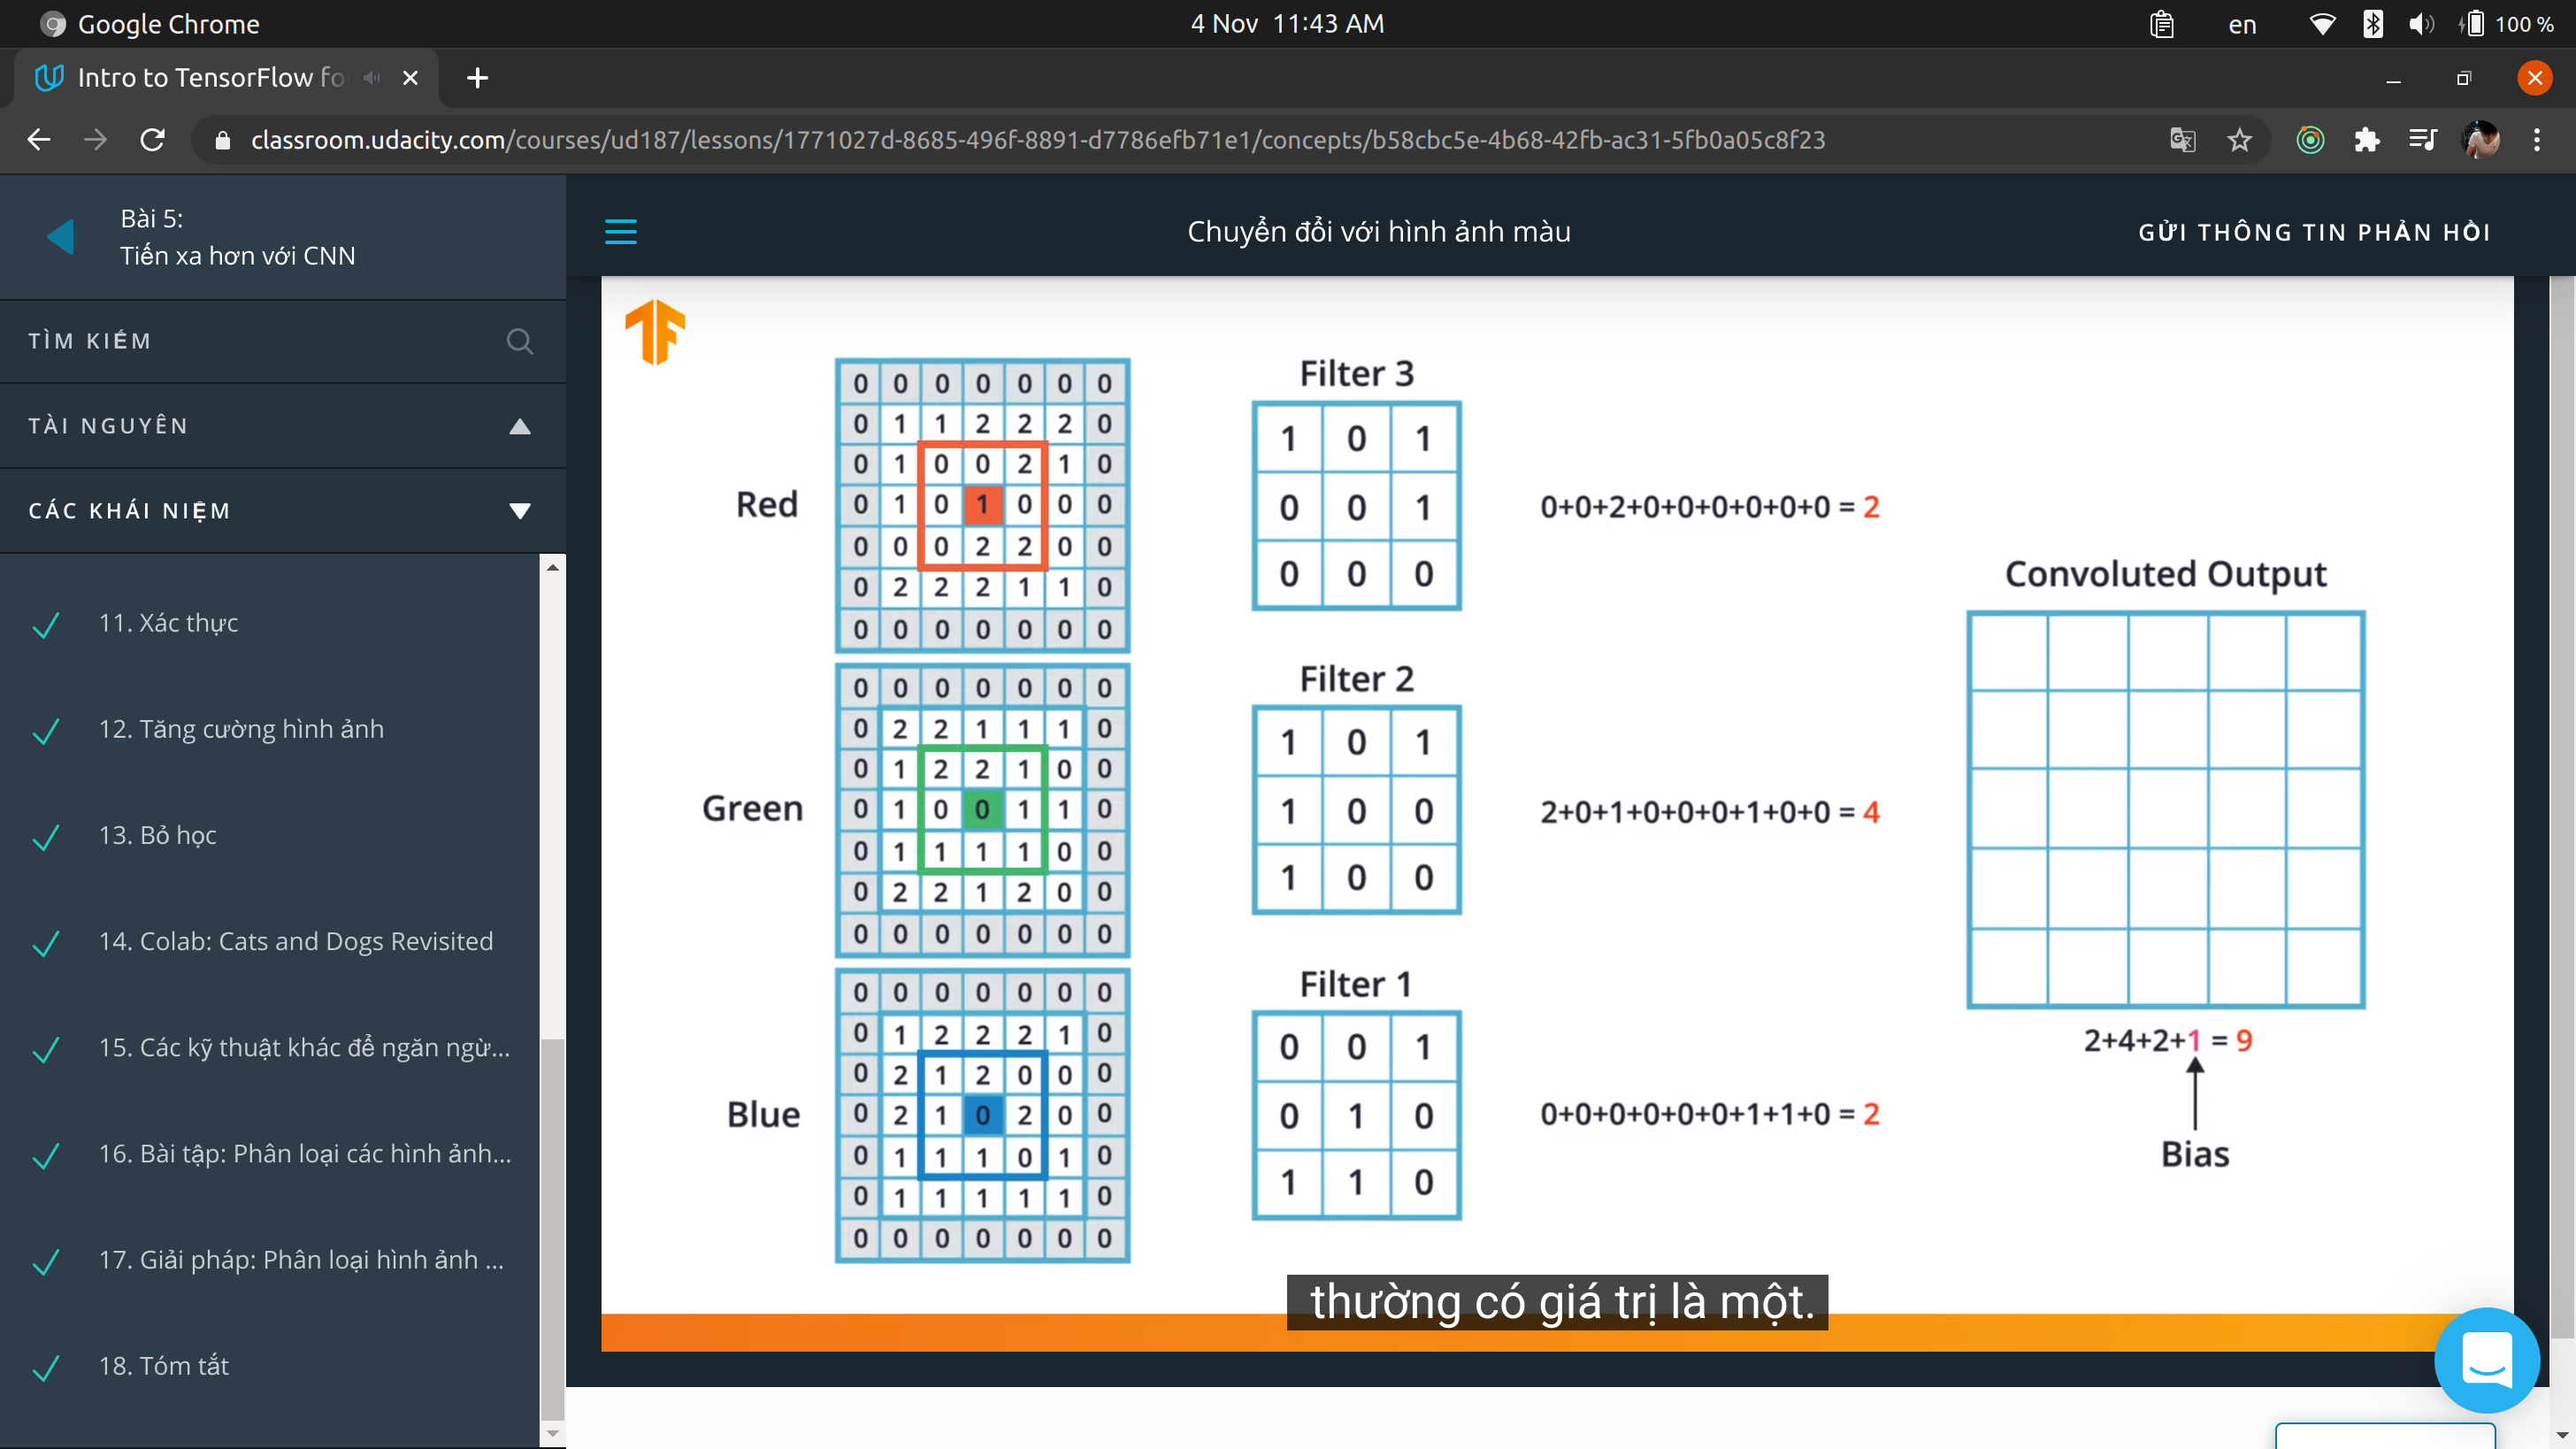 Google Chrome
4 Nov 11:43 AM
en
100 %
Intro to TensorFlow fo
classroom.udacity.com/courses/ud187/lessons/1771027d-8685-496f-8891-d7786efb71e1/concepts/b58cbc5e-4b68-42fb-ac31-5fb0a05c8f23
Bài 5:
Tiến xa hơn với CNN
Chuyển đổi với hình ảnh màu
GỬI THÔNG TIN PHẢN HỒI
TÌM KIẾM
TÀI NGUYÊN
CÁC KHÁI NIỆM
11. Xác thực
12. Tăng cường hình ảnh
13. Bỏ học
14. Colab: Cats and Dogs Revisited
15. Các kỹ thuật khác để ngăn ngừ...
16. Bài tập: Phân loại các hình ảnh...
17. Giải pháp: Phân loại hình ảnh ...
18. Tóm tắt
Red
0 0 0 0 0 0 0
0 1 1 2 2 2 0
0 1 0 0 2 1 0
0 1 0 1 0 0 0
0 0 0 2 2 0 0
0 2 2 2 1 1 0
0 0 0 0 0 0 0
Filter 3
1 0 1
0 0 1
0 0 0
0+0+2+0+0+0+0+0+0 = 2
Green
0 0 0 0 0 0 0
0 2 2 1 1 1 0
0 1 2 2 1 0 0
0 1 0 0 1 1 0
0 1 1 1 1 0 0
0 2 2 1 2 0 0
0 0 0 0 0 0 0
Filter 2
1 0 1
1 0 0
1 0 0
2+0+1+0+0+0+1+0+0 = 4
Blue
0 0 0 0 0 0 0
0 1 2 2 2 1 0
0 2 1 2 0 0 0
0 2 1 0 2 0 0
0 1 1 1 0 1 0
0 1 1 1 1 1 0
0 0 0 0 0 0 0
Filter 1
0 0 1
0 1 0
1 1 0
0+0+0+0+0+0+1+1+0 = 2
Convoluted Output
2+4+2+1 = 9
Bias
thường có giá trị là một.